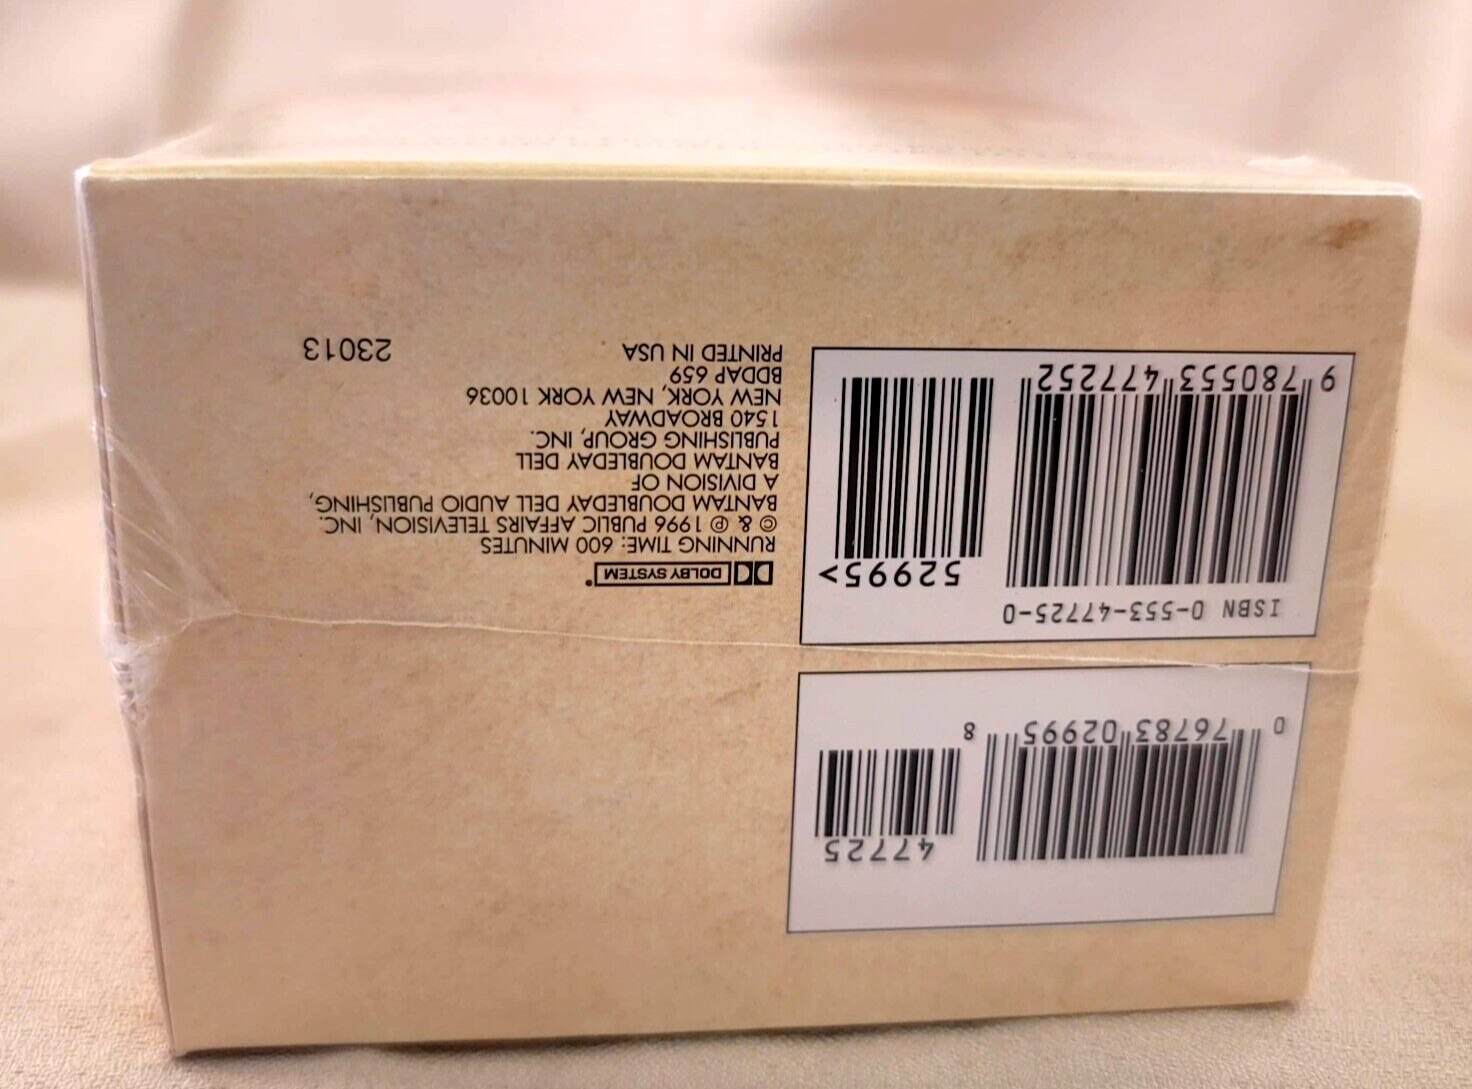 ISBN 0-553-47725-0
52995>
9 780553 477252
DOLBY SYSTEM®
RUNNING TIME: 600 MINUTES
© & ℗ 1996 PUBLIC AFFAIRS TELEVISION, INC.
BANTAM DOUBLEDAY DELL AUDIO PUBLISHING,
A DIVISION OF
BANTAM DOUBLEDAY DELL
PUBLISHING GROUP, INC.
1540 BROADWAY
NEW YORK, NEW YORK 10036
BDDAP 659
PRINTED IN USA
23013
47725
0 76783 02995 8